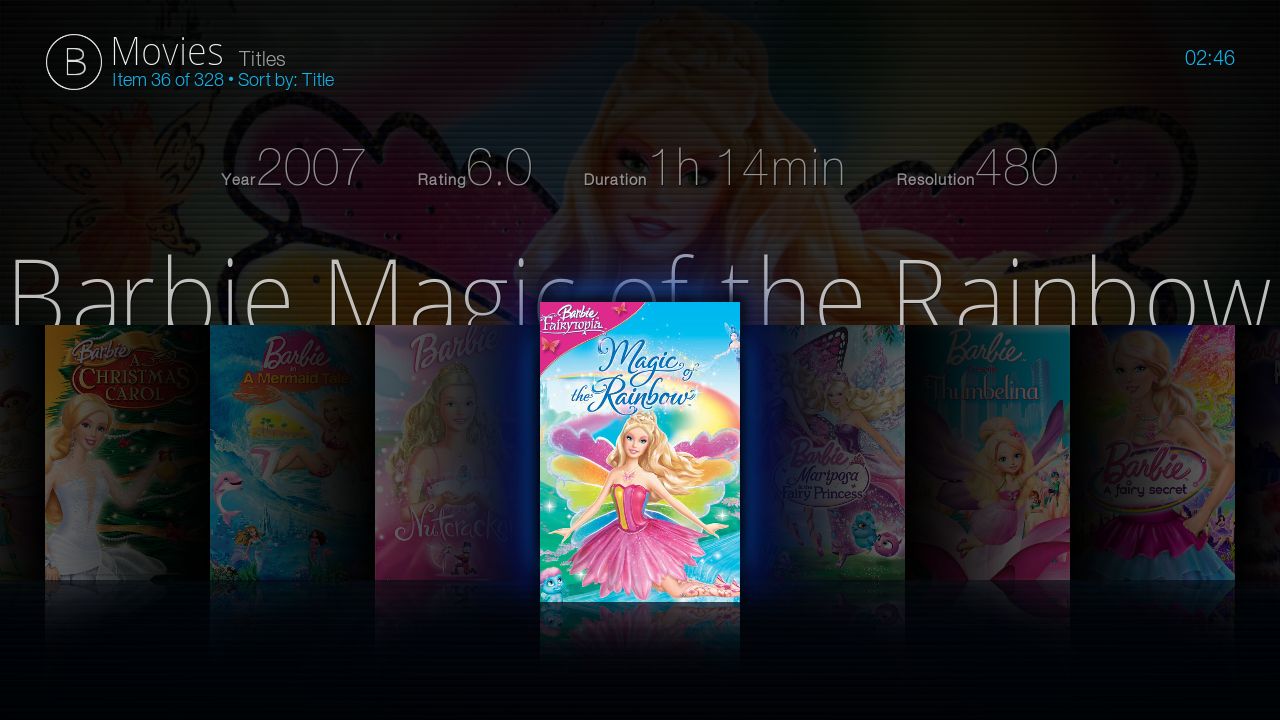 B
Movies Titles
Item 36 of 328 • Sort by: Title
02:46
Year 2007 Rating 6.0 Duration 1h 14min Resolution 480
Barbie Magic of the Rainbow
Barbie
in
A
CHRISTMAS
CAROL
Barbie
in
A Mermaid Tale
Barbie
Nutcracker
Barbie
FAIRYTOPIA
Magic
of
the Rainbow
Barbie
Mariposa
& the
Fairy Princess
Barbie
Presents
Thumbelina
Barbie
A fairy secret